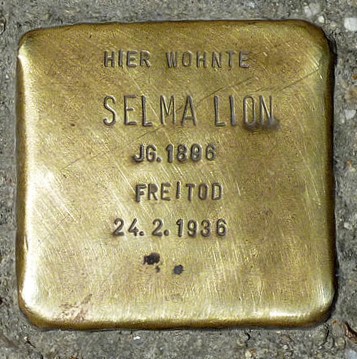 HIER WOHNTE
SELMA LION
JG. 1886
FREITOD
24. 2. 1936